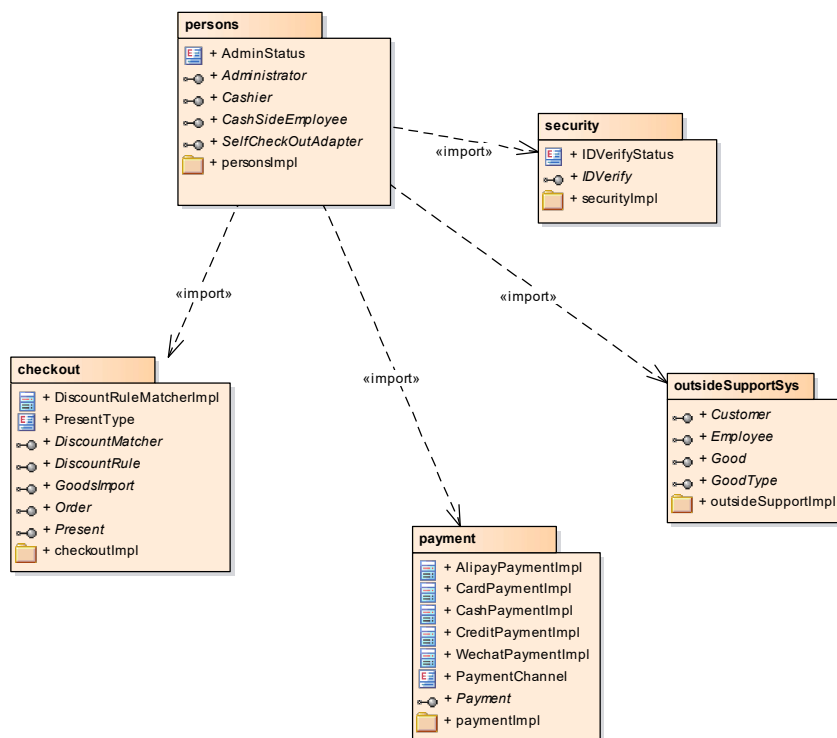 persons
+ AdminStatus
+ Administrator
+ Cashier
+ CashSideEmployee
+ SelfCheckOutAdapter
+ personsImpl
security
+ IDVerifyStatus
+ IDVerify
+ securityImpl
«import»
«import»
«import»
«import»
checkout
+ DiscountRuleMatcherImpl
+ PresentType
+ DiscountMatcher
+ DiscountRule
+ GoodsImport
+ Order
+ Present
+ checkoutImpl
outsideSupportSys
+ Customer
+ Employee
+ Good
+ GoodType
+ outsideSupportImpl
payment
+ AlipayPaymentImpl
+ CardPaymentImpl
+ CashPaymentImpl
+ CreditPaymentImpl
+ WechatPaymentImpl
+ PaymentChannel
+ Payment
+ paymentImpl